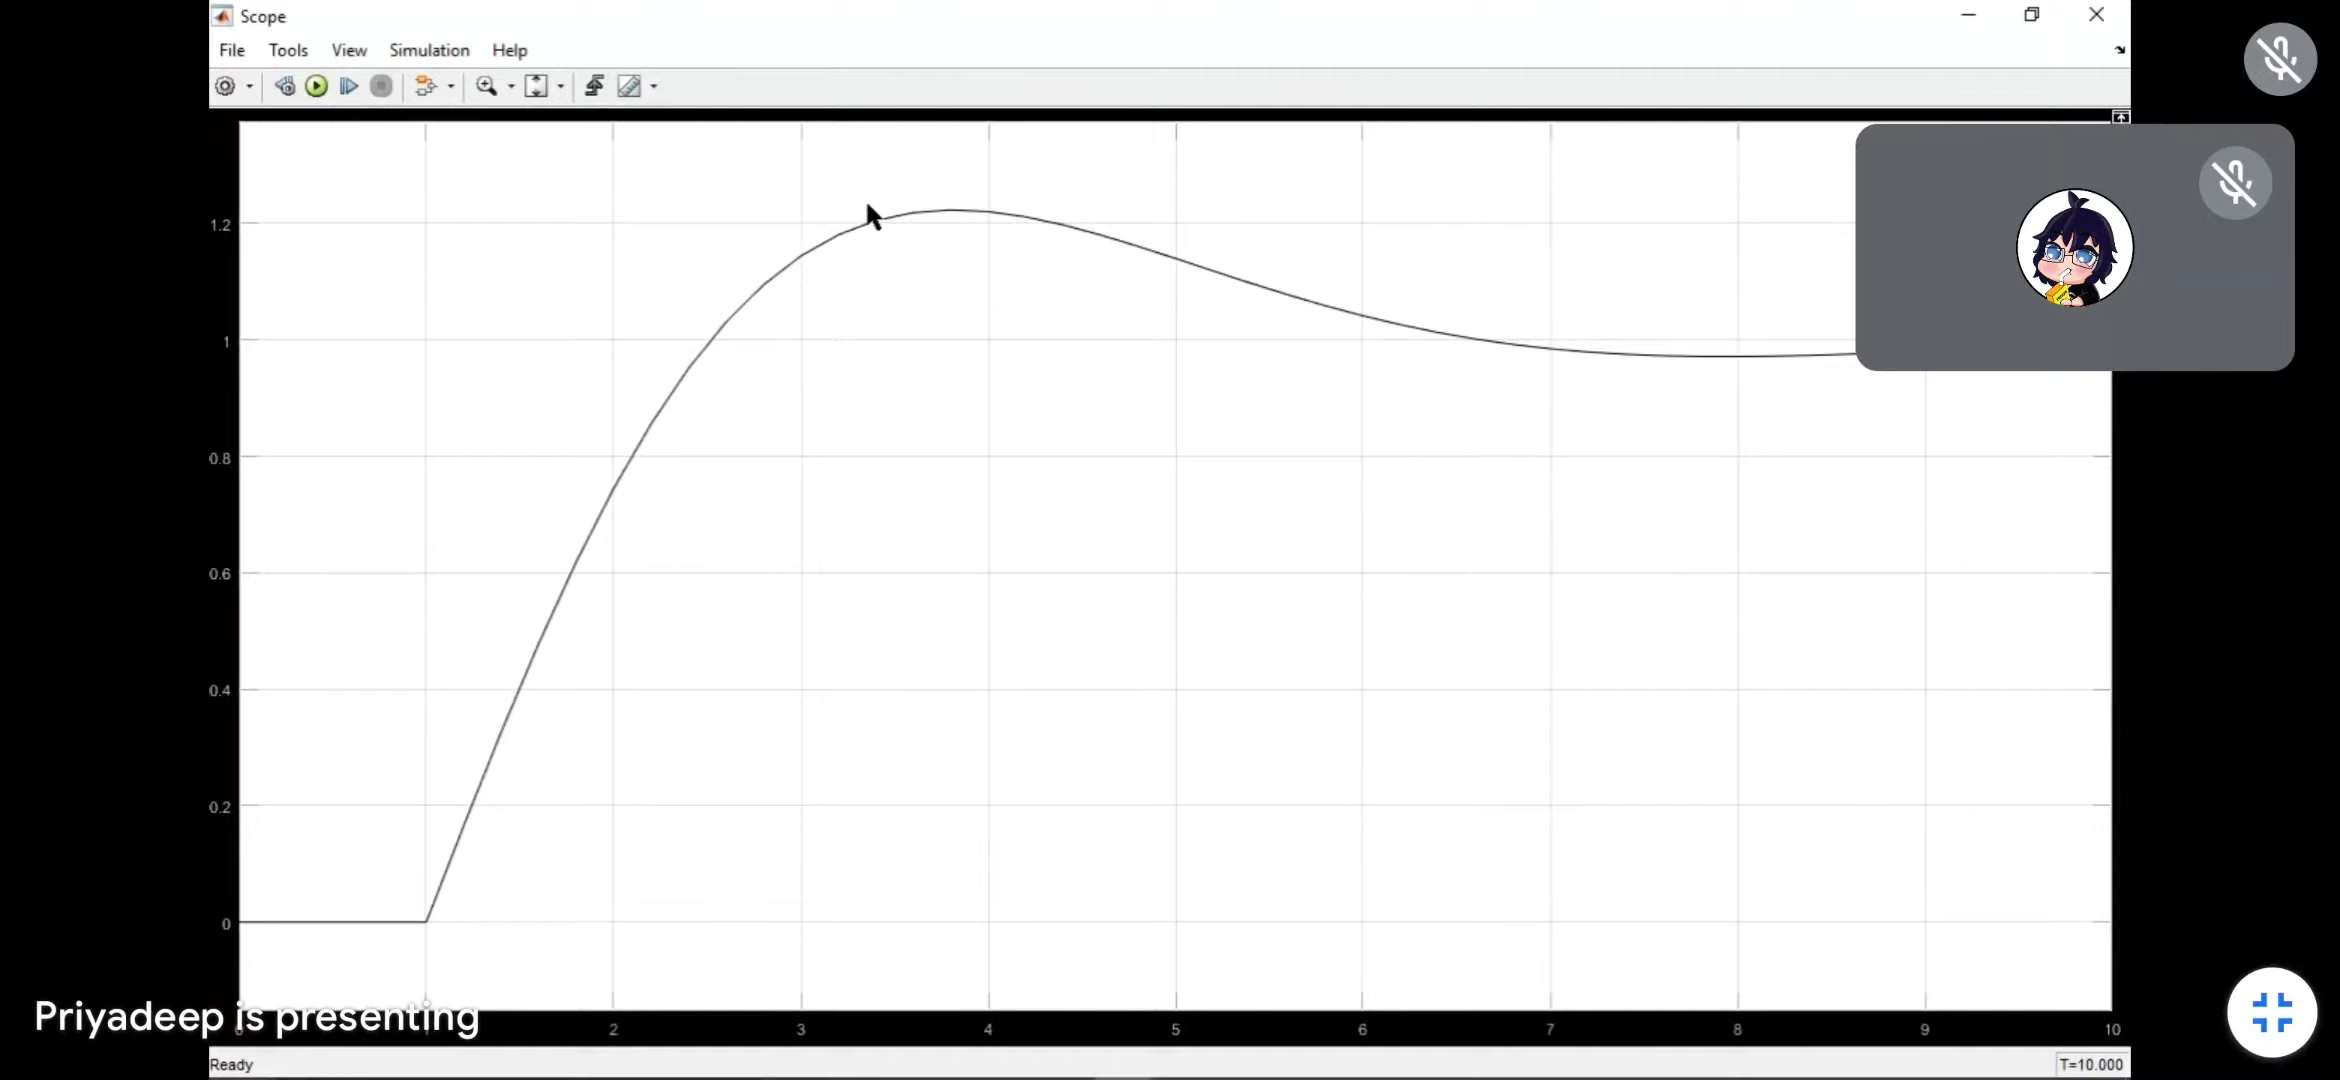 Scope
File Tools View Simulation Help
1.2
1
0.8
0.6
0.4
0.2
0
2 3 4 5 6 7 8 9 10
Priyadeep is presenting
Ready
T=10.000